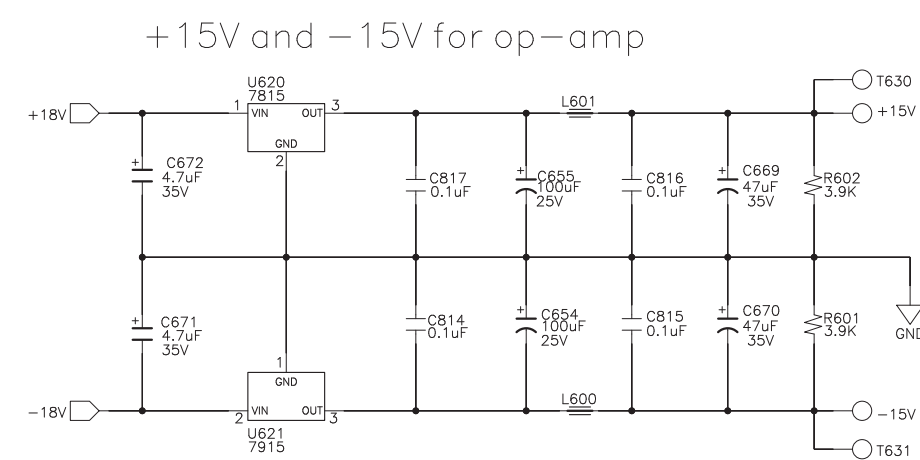 +15V and −15V for op−amp
U620
7815
+18V
1
VIN
OUT
3
GND
2
L601
T630
+15V
+
C672
4.7uF
35V
C817
0.1uF
+
C655
100uF
25V
C816
0.1uF
+
C669
47uF
35V
R602
3.9K
+
C671
4.7uF
35V
C814
0.1uF
+
C654
100uF
25V
C815
0.1uF
+
C670
47uF
35V
R601
3.9K
GND
1
GND
−18V
2
VIN
OUT
3
U621
7915
L600
−15V
T631